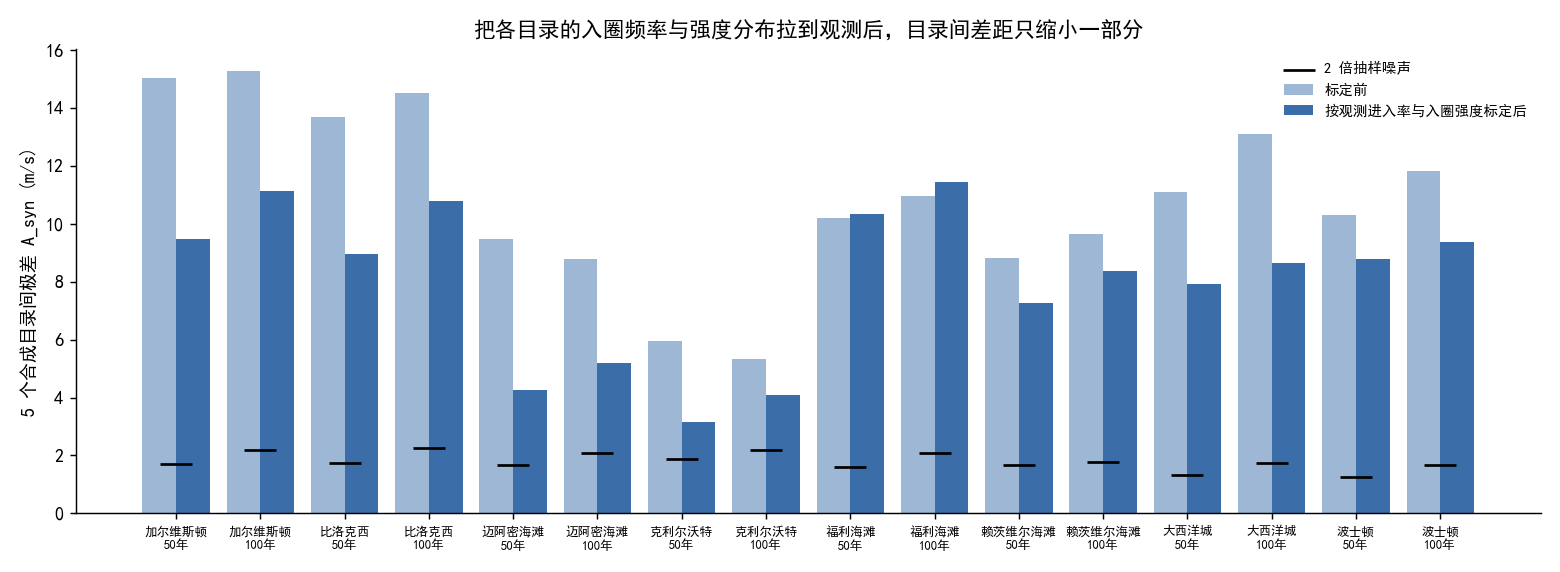 把各目录的入圈频率与强度分布拉到观测后，目录间差距只缩小一部分
2 倍抽样噪声
标定前
按观测进入率与入圈强度标定后
5 个合成目录间极差 A_syn (m/s)
16
14
12
10
8
6
4
2
0
加尔维斯顿
50年
加尔维斯顿
100年
比洛克西
50年
比洛克西
100年
迈阿密海滩
50年
迈阿密海滩
100年
克利尔沃特
50年
克利尔沃特
100年
福利海滩
50年
福利海滩
100年
赖茨维尔海滩
50年
赖茨维尔海滩
100年
大西洋城
50年
大西洋城
100年
波士顿
50年
波士顿
100年